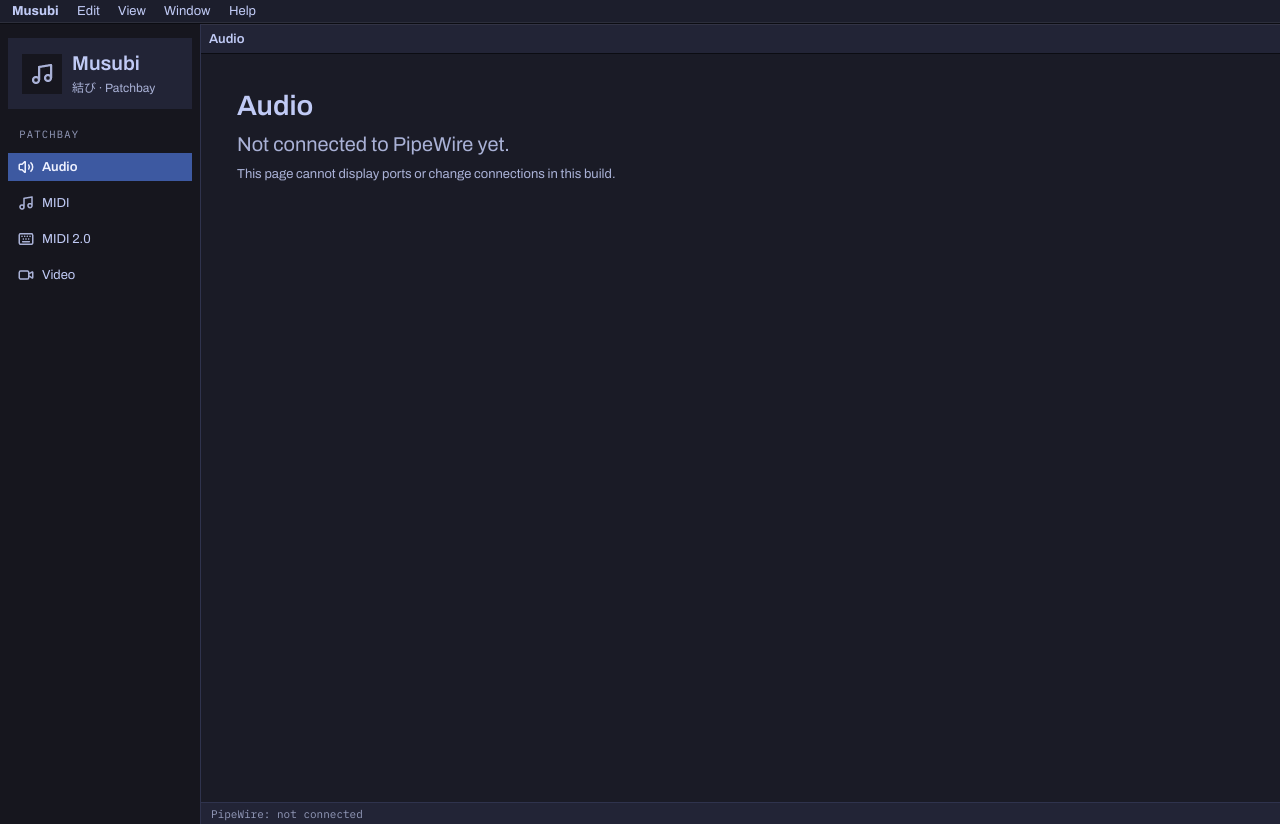 Musubi Edit View Window Help
Musubi
結び · Patchbay
PATCHBAY
Audio
MIDI
MIDI 2.0
Video
Audio
Audio
Not connected to PipeWire yet.
This page cannot display ports or change connections in this build.
PipeWire: not connected